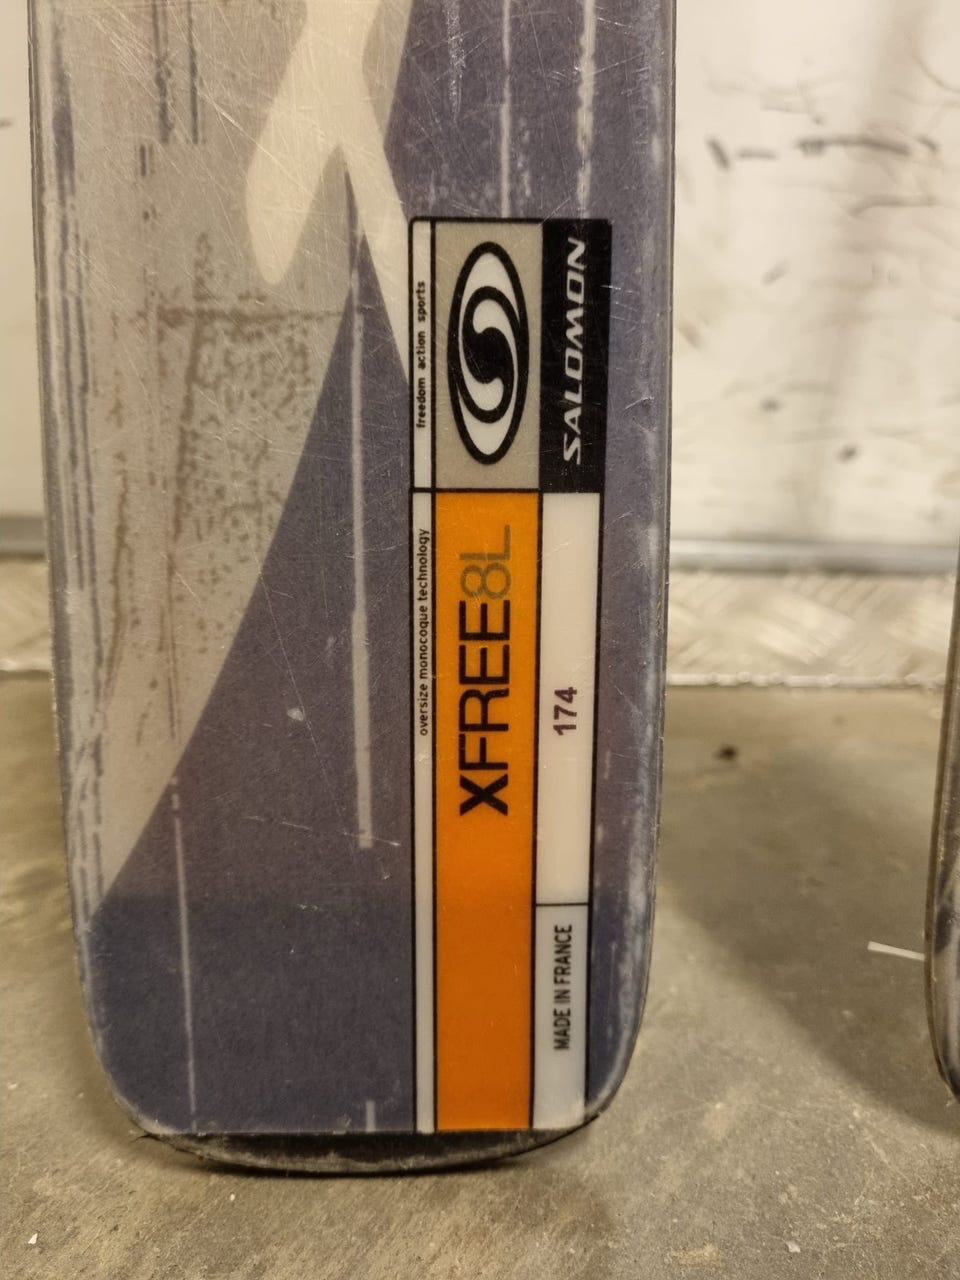 freedom action sports
SALOMON
oversize monocoque technology
XFREE8L
174
MADE IN FRANCE